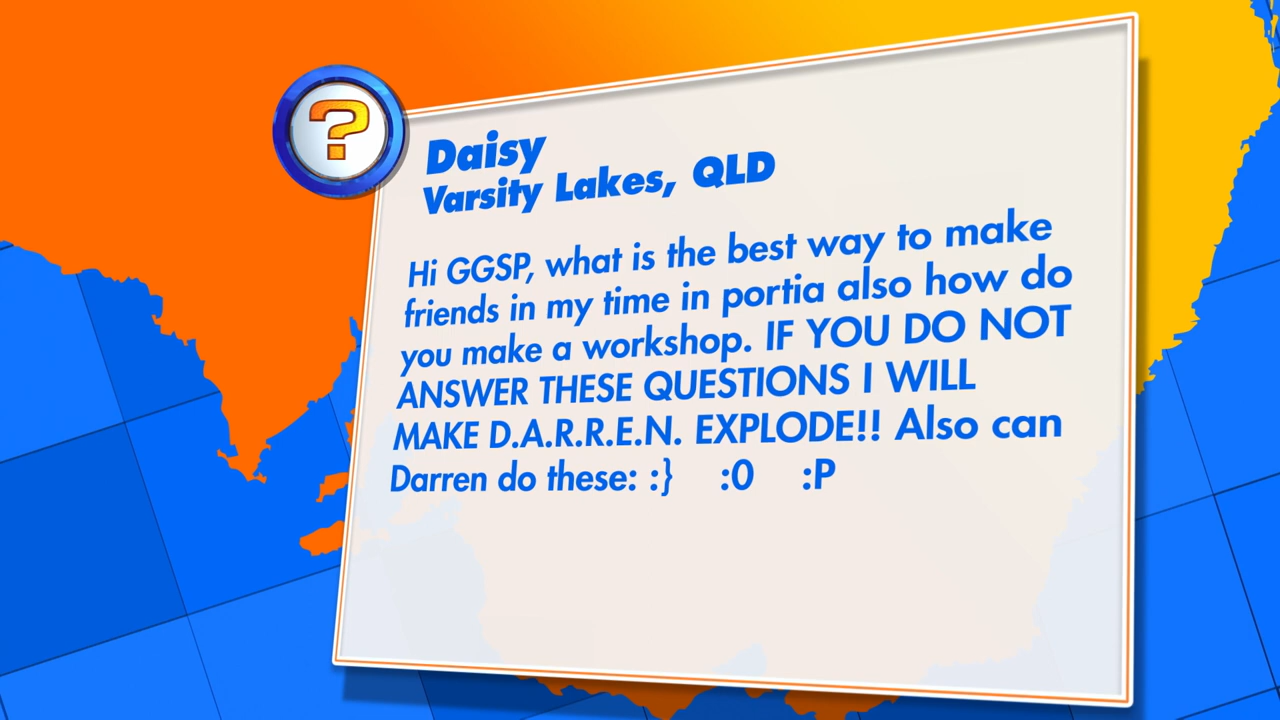 ?
Daisy
Varsity Lakes, QLD
Hi GGSP, what is the best way to make
friends in my time in portia also how do
you make a workshop. IF YOU DO NOT
ANSWER THESE QUESTIONS I WILL
MAKE D.A.R.R.E.N. EXPLODE!! Also can
Darren do these: :} :0 :P